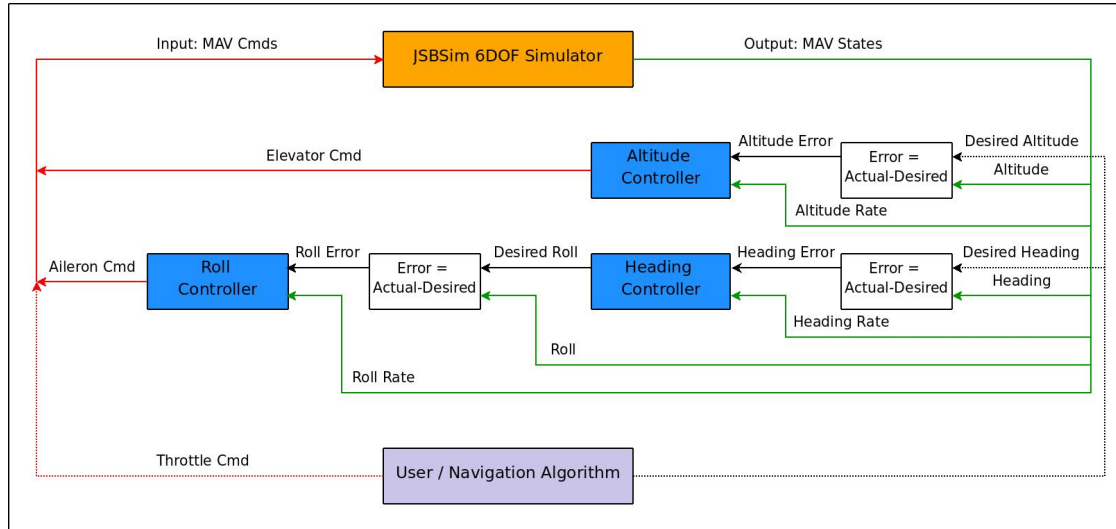 Input: MAV Cmds
JSBSim 6DOF Simulator
Output: MAV States
Elevator Cmd
Altitude
Controller
Altitude Error
Error =
Actual-Desired
Desired Altitude
Altitude
Altitude Rate
Aileron Cmd
Roll
Controller
Roll Error
Error =
Actual-Desired
Desired Roll
Heading
Controller
Heading Error
Error =
Actual-Desired
Desired Heading
Heading
Heading Rate
Roll
Roll Rate
Throttle Cmd
User / Navigation Algorithm